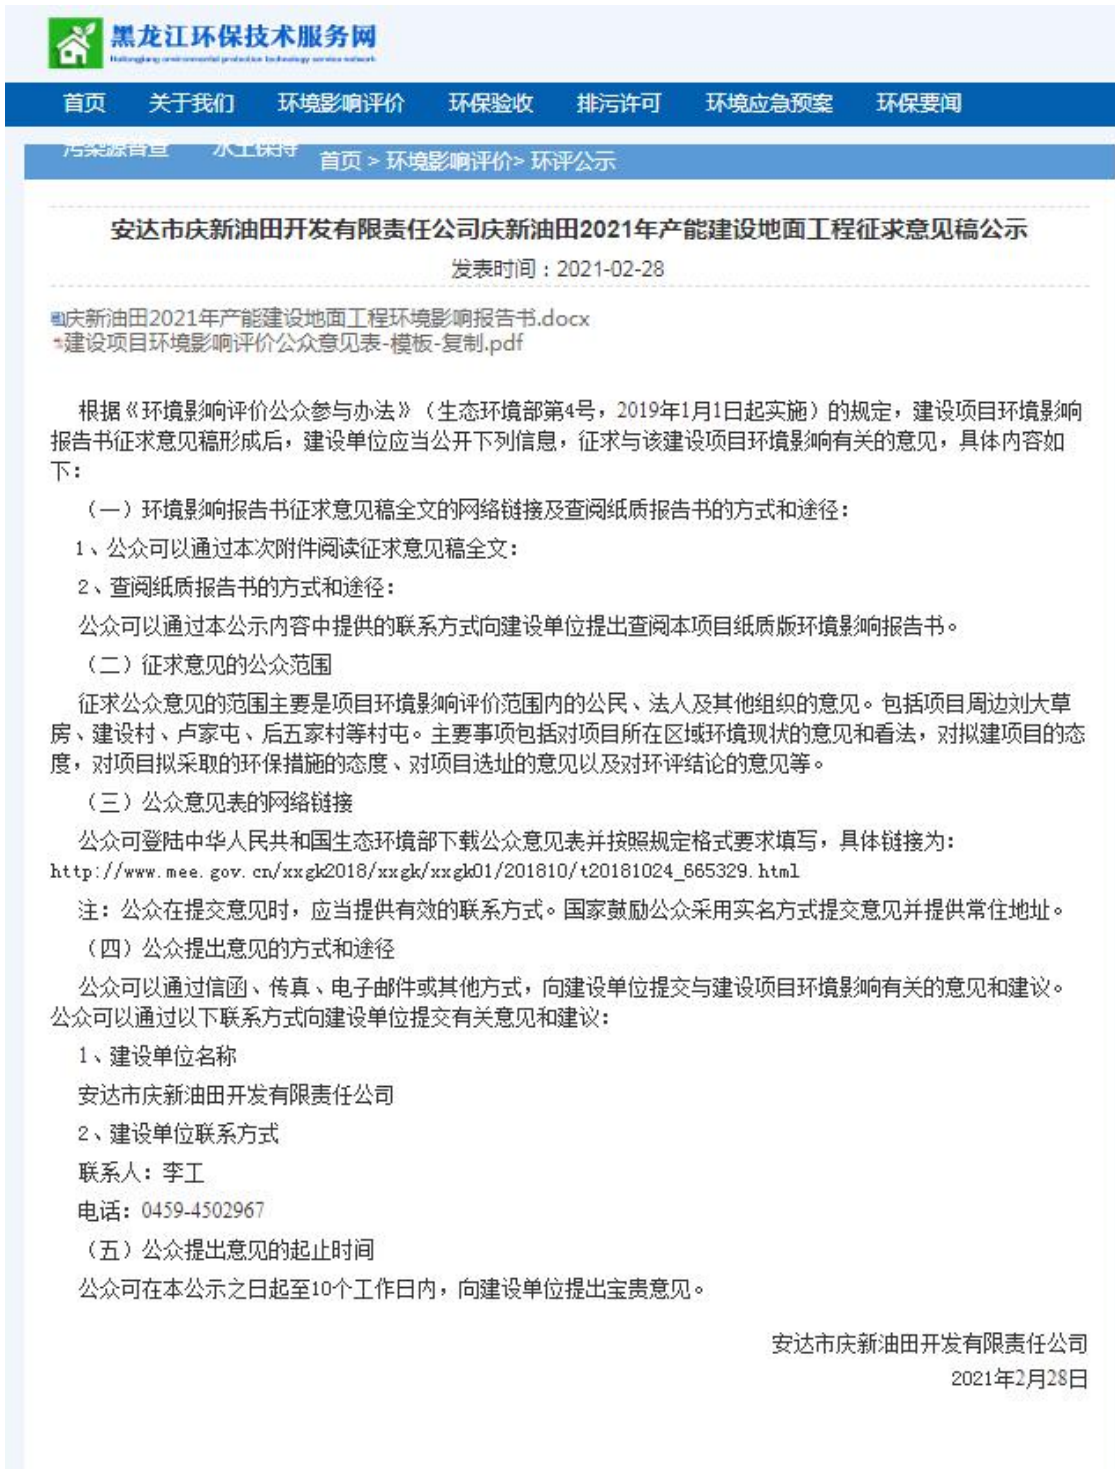 黑龙江环保技术服务网
Heilongjiang environmental protection technology service network
首页 关于我们 环境影响评价 环保验收 排污许可 环境应急预案 环保要闻
污染源普查 水土保持
首页 > 环境影响评价> 环评公示
安达市庆新油田开发有限责任公司庆新油田2021年产能建设地面工程征求意见稿公示
发表时间：2021-02-28
庆新油田2021年产能建设地面工程环境影响报告书.docx
建设项目环境影响评价公众意见表-模板-复制.pdf
根据《环境影响评价公众参与办法》（生态环境部第4号，2019年1月1日起实施）的规定，建设项目环境影响
报告书征求意见稿形成后，建设单位应当公开下列信息，征求与该建设项目环境影响有关的意见，具体内容如
下：
（一）环境影响报告书征求意见稿全文的网络链接及查阅纸质报告书的方式和途径：
1、公众可以通过本次附件阅读征求意见稿全文：
2、查阅纸质报告书的方式和途径：
公众可以通过本公示内容中提供的联系方式向建设单位提出查阅本项目纸质版环境影响报告书。
（二）征求意见的公众范围
征求公众意见的范围主要是项目环境影响评价范围内的公民、法人及其他组织的意见。包括项目周边刘大草
房、建设村、卢家屯、后五家村等村屯。主要事项包括对项目所在区域环境现状的意见和看法，对拟建项目的态
度，对项目拟采取的环保措施的态度、对项目选址的意见以及对环评结论的意见等。
（三）公众意见表的网络链接
公众可登陆中华人民共和国生态环境部下载公众意见表并按照规定格式要求填写，具体链接为：
http://www.mee.gov.cn/xxgk2018/xxgk/xxgk01/201810/t20181024_665329.html
注：公众在提交意见时，应当提供有效的联系方式。国家鼓励公众采用实名方式提交意见并提供常住地址。
（四）公众提出意见的方式和途径
公众可以通过信函、传真、电子邮件或其他方式，向建设单位提交与建设项目环境影响有关的意见和建议。
公众可以通过以下联系方式向建设单位提交有关意见和建议：
1、建设单位名称
安达市庆新油田开发有限责任公司
2、建设单位联系方式
联系人：李工
电话：0459-4502967
（五）公众提出意见的起止时间
公众可在本公示之日起至10个工作日内，向建设单位提出宝贵意见。
安达市庆新油田开发有限责任公司
2021年2月28日